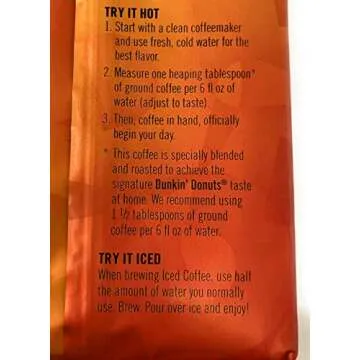 TRY IT HOT
1. Start with a clean coffeemaker
and use fresh, cold water for the
best flavor.
2. Measure one heaping tablespoon*
of ground coffee per 6 fl oz of
water (adjust to taste).
3. Then, coffee in hand, officially
begin your day.
* This coffee is specially blended
and roasted to achieve the
signature Dunkin' Donuts® taste
at home. We recommend using
1 1/2 tablespoons of ground
coffee per 6 fl oz of water.
TRY IT ICED
When brewing Iced Coffee, use half
the amount of water you normally
use. Brew. Pour over ice and enjoy!